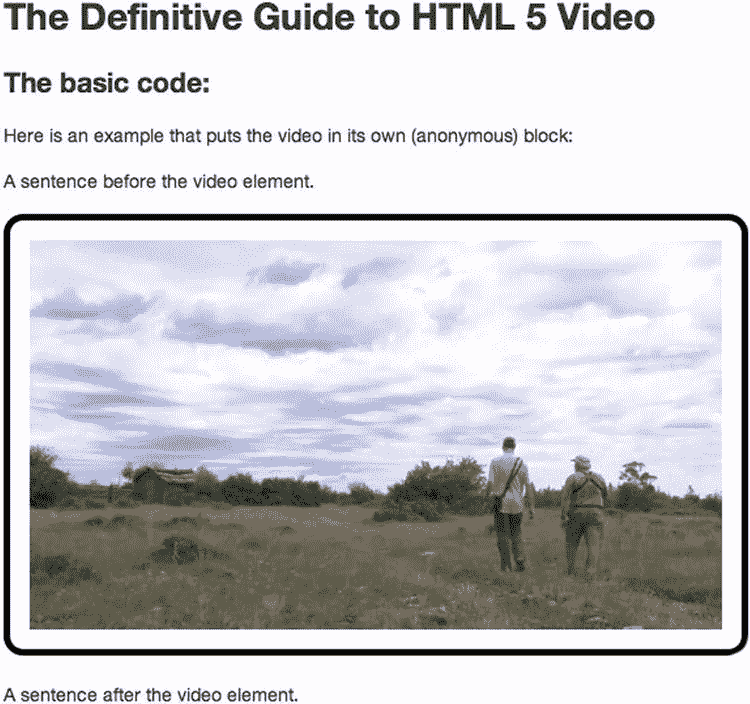 The Definitive Guide to HTML 5 Video
The basic code:
Here is an example that puts the video in its own (anonymous) block:
A sentence before the video element.
A sentence after the video element.